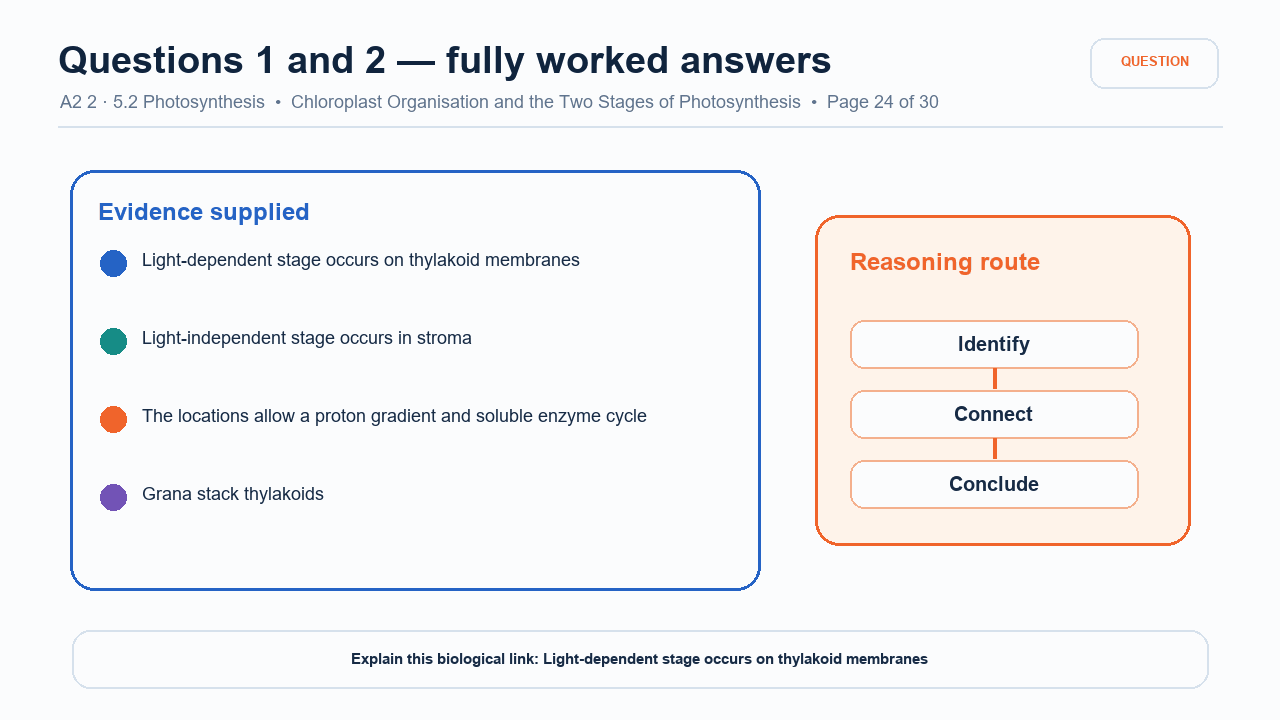 Questions 1 and 2 — fully worked answers
QUESTION
A2 2 · 5.2 Photosynthesis • Chloroplast Organisation and the Two Stages of Photosynthesis • Page 24 of 30
Evidence supplied
Light-dependent stage occurs on thylakoid membranes
Light-independent stage occurs in stroma
The locations allow a proton gradient and soluble enzyme cycle
Grana stack thylakoids
Reasoning route
Identify
Connect
Conclude
Explain this biological link: Light-dependent stage occurs on thylakoid membranes